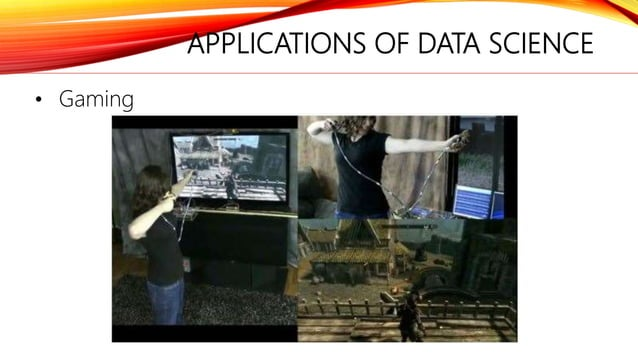 APPLICATIONS OF DATA SCIENCE
• Gaming